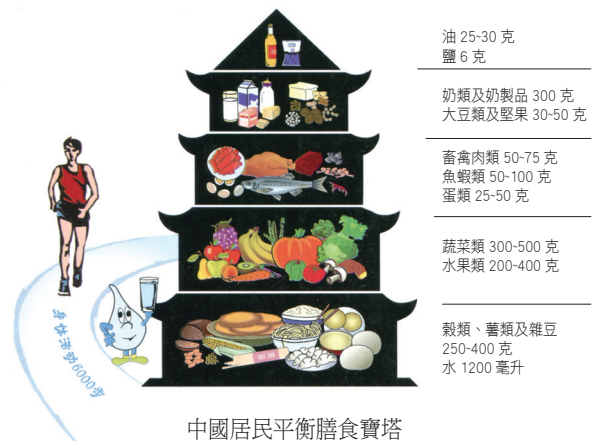 油 25~30 克
鹽 6 克
奶類及奶製品 300 克
大豆類及堅果 30~50 克
畜禽肉類 50~75 克
魚蝦類 50~100 克
蛋類 25~50 克
蔬菜類 300~500 克
水果類 200~400 克
穀類、薯類及雜豆
250~400 克
水 1200 毫升
身体活动6000步
中國居民平衡膳食寶塔